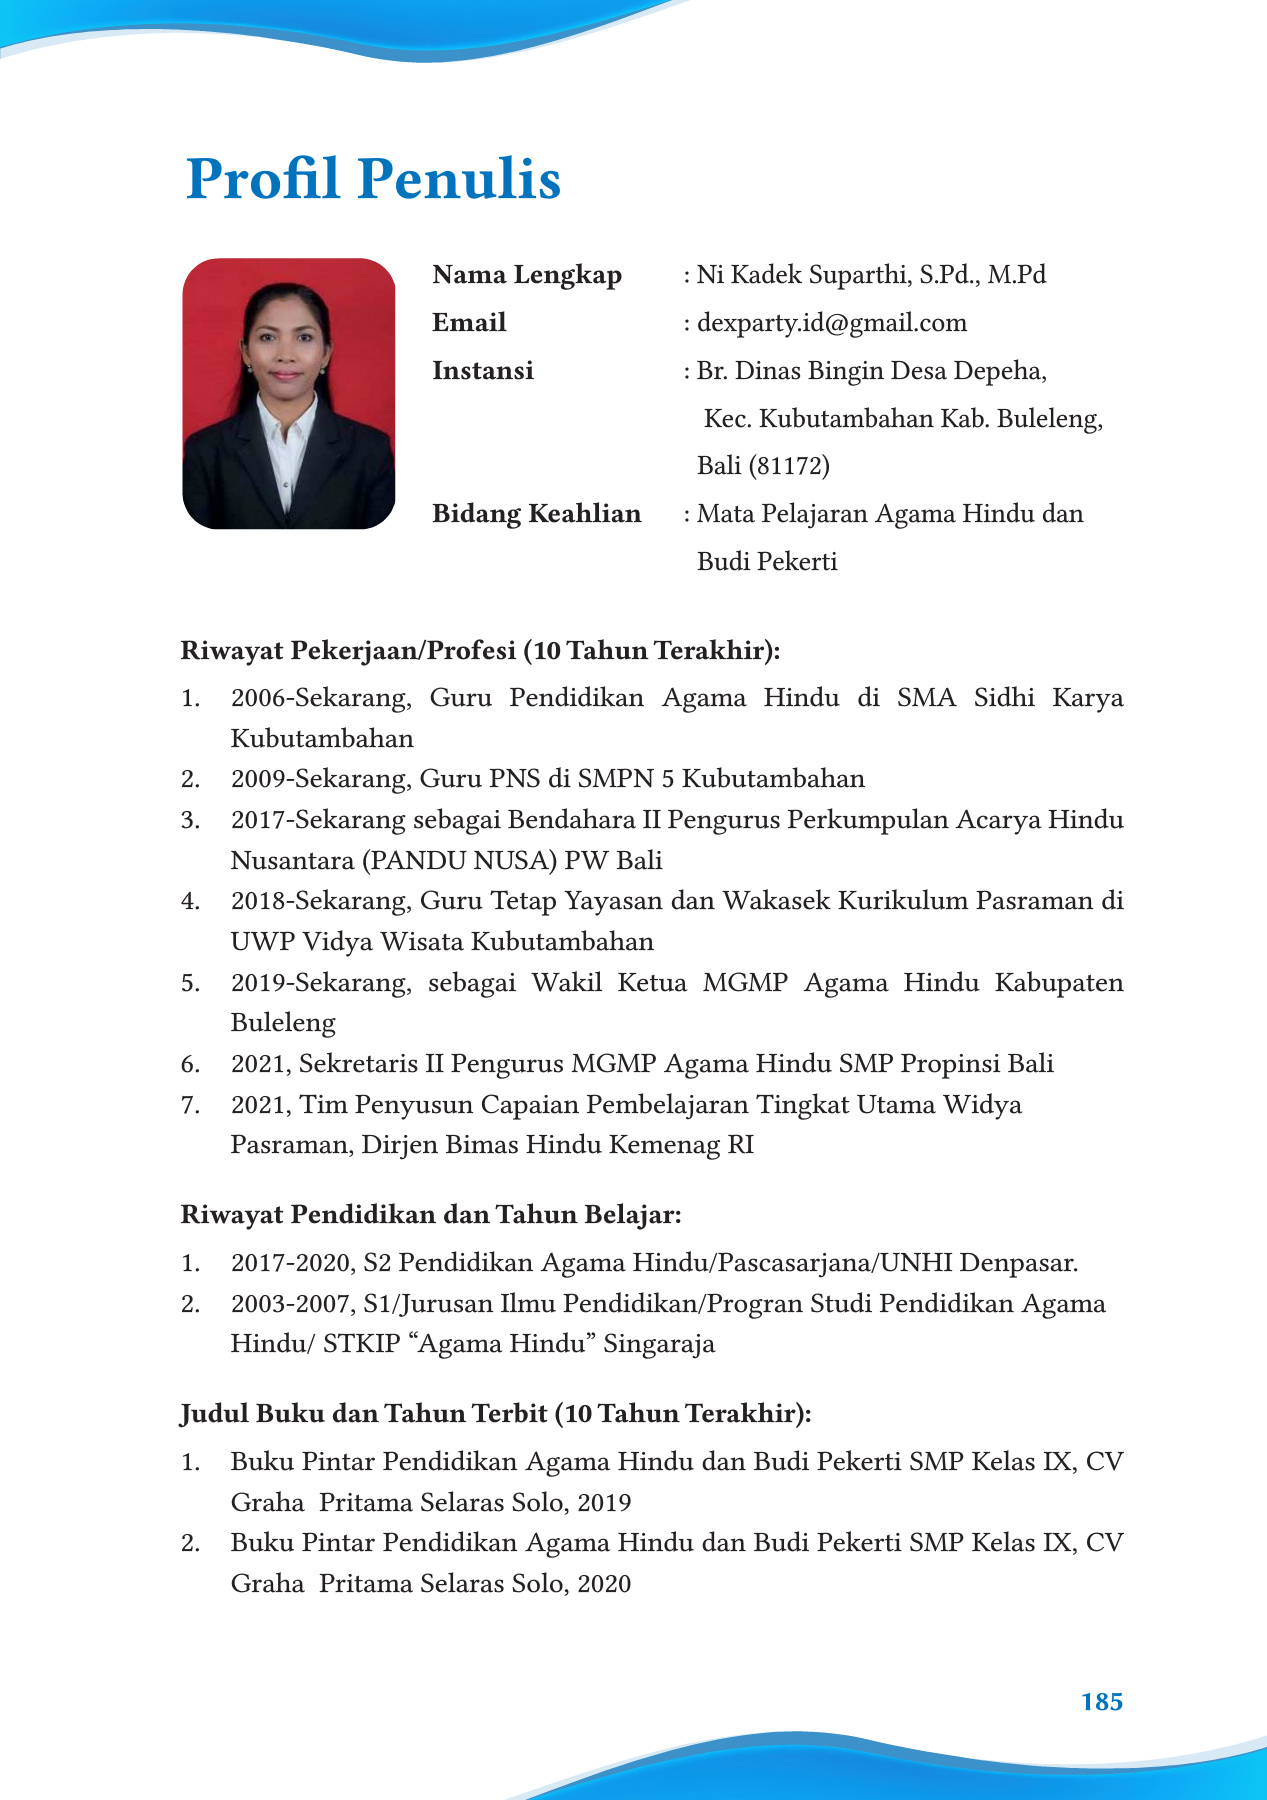 Profil Penulis
Nama Lengkap : Ni Kadek Suparthi, S.Pd., M.Pd
Email : dexparty.id@gmail.com
Instansi : Br. Dinas Bingin Desa Depeha,
Kec. Kubutambahan Kab. Buleleng,
Bali (81172)
Bidang Keahlian : Mata Pelajaran Agama Hindu dan
Budi Pekerti
Riwayat Pekerjaan/Profesi (10 Tahun Terakhir):
1. 2006-Sekarang, Guru Pendidikan Agama Hindu di SMA Sidhi Karya
Kubutambahan
2. 2009-Sekarang, Guru PNS di SMPN 5 Kubutambahan
3. 2017-Sekarang sebagai Bendahara II Pengurus Perkumpulan Acarya Hindu
Nusantara (PANDU NUSA) PW Bali
4. 2018-Sekarang, Guru Tetap Yayasan dan Wakasek Kurikulum Pasraman di
UWP Vidya Wisata Kubutambahan
5. 2019-Sekarang, sebagai Wakil Ketua MGMP Agama Hindu Kabupaten
Buleleng
6. 2021, Sekretaris II Pengurus MGMP Agama Hindu SMP Propinsi Bali
7. 2021, Tim Penyusun Capaian Pembelajaran Tingkat Utama Widya
Pasraman, Dirjen Bimas Hindu Kemenag RI
Riwayat Pendidikan dan Tahun Belajar:
1. 2017-2020, S2 Pendidikan Agama Hindu/Pascasarjana/UNHI Denpasar.
2. 2003-2007, S1/Jurusan Ilmu Pendidikan/Progran Studi Pendidikan Agama
Hindu/ STKIP “Agama Hindu” Singaraja
Judul Buku dan Tahun Terbit (10 Tahun Terakhir):
1. Buku Pintar Pendidikan Agama Hindu dan Budi Pekerti SMP Kelas IX, CV
Graha Pritama Selaras Solo, 2019
2. Buku Pintar Pendidikan Agama Hindu dan Budi Pekerti SMP Kelas IX, CV
Graha Pritama Selaras Solo, 2020
185